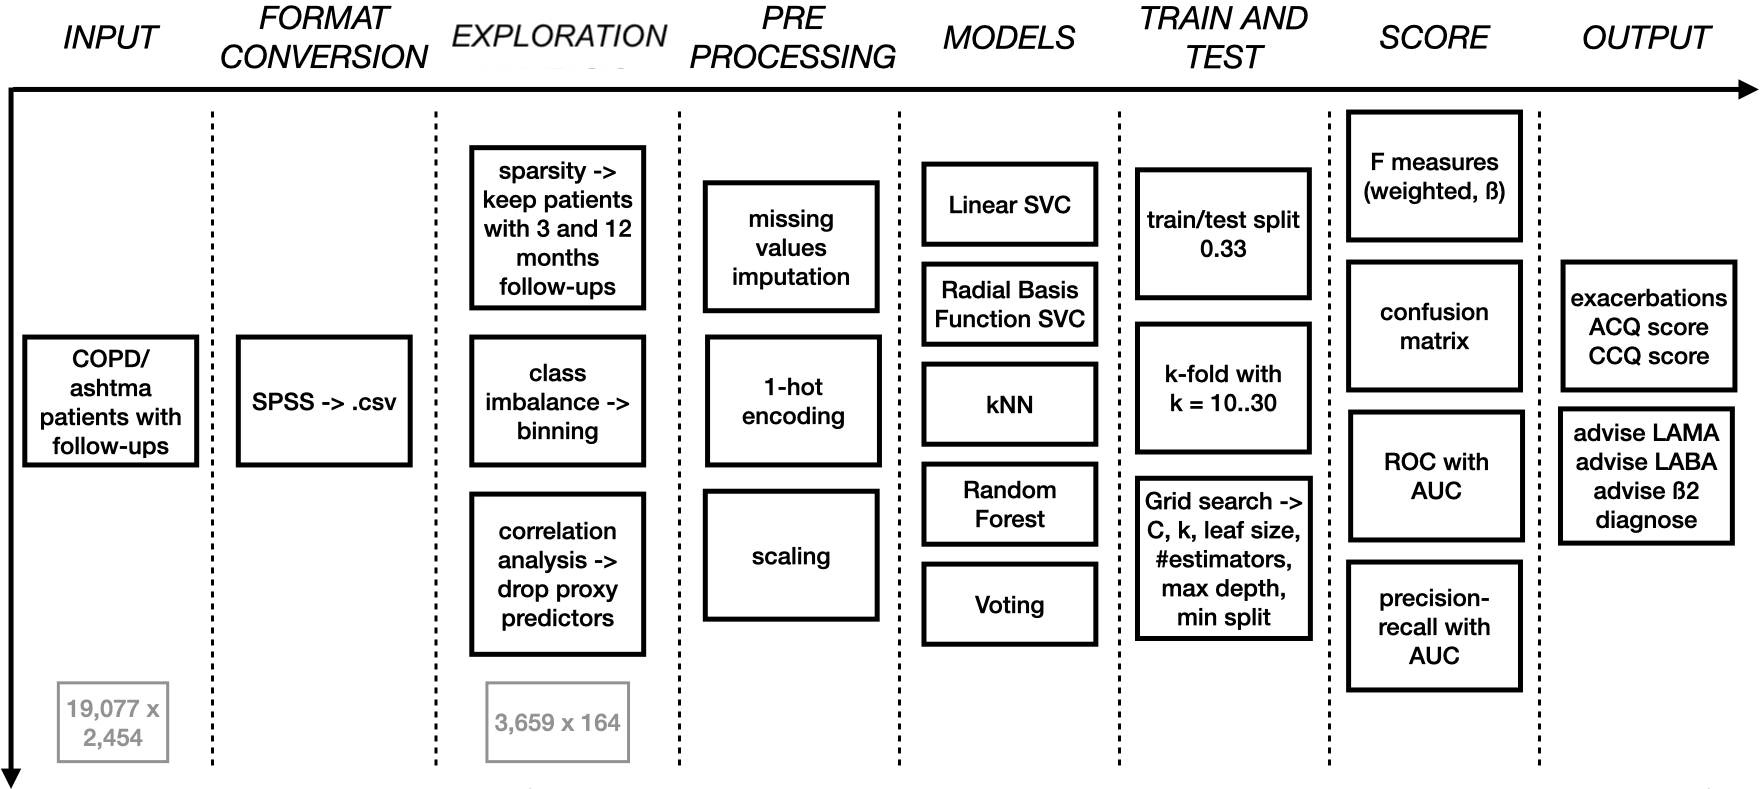 INPUT
FORMAT
CONVERSION
EXPLORATION
PRE
PROCESSING
MODELS
TRAIN AND
TEST
SCORE
OUTPUT
COPD/
ashtma
patients with
follow-ups
19,077 x
2,454
SPSS -> .csv
sparsity ->
keep patients
with 3 and 12
months
follow-ups
class
imbalance ->
binning
correlation
analysis ->
drop proxy
predictors
3,659 x 164
missing
values
imputation
1-hot
encoding
scaling
Linear SVC
Radial Basis
Function SVC
kNN
Random
Forest
Voting
train/test split
0.33
k-fold with
k = 10..30
Grid search ->
C, k, leaf size,
#estimators,
max depth,
min split
F measures
(weighted, ß)
confusion
matrix
ROC with
AUC
precision-
recall with
AUC
exacerbations
ACQ score
CCQ score
advise LAMA
advise LABA
advise ß2
diagnose